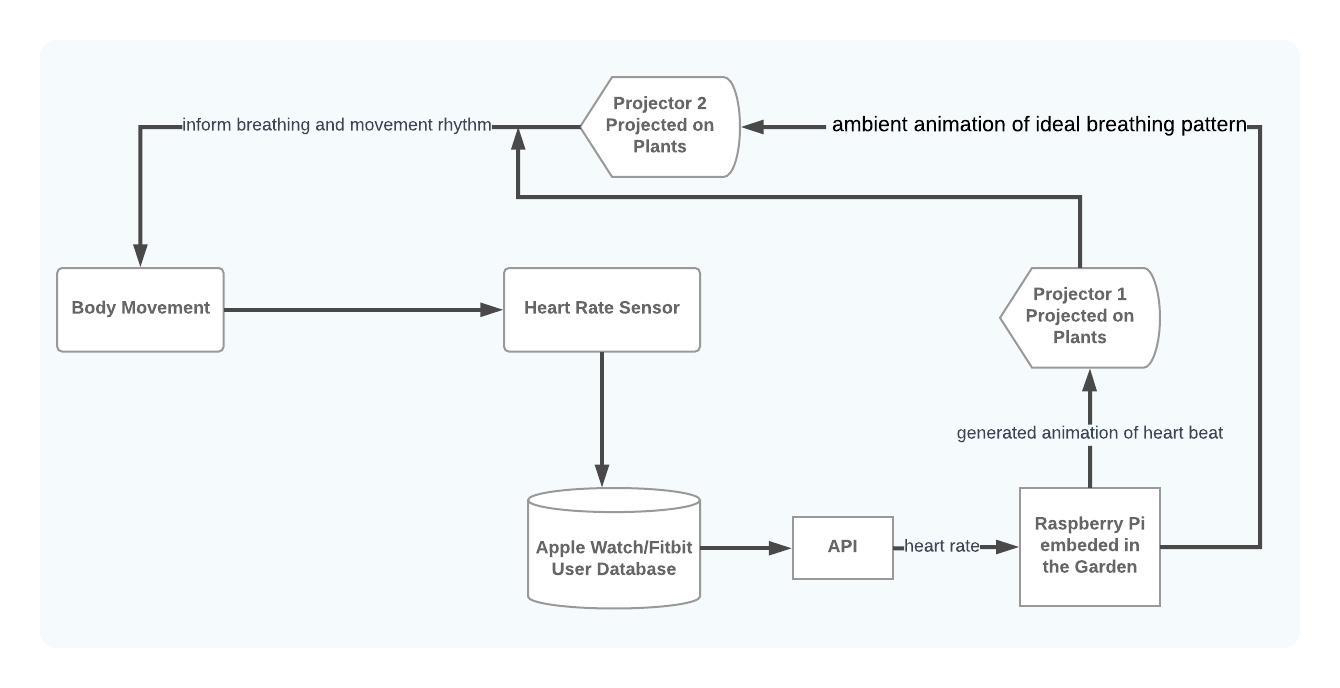 Projector 2
Projected on
Plants
inform breathing and movement rhythm
ambient animation of ideal breathing pattern
Body Movement
Heart Rate Sensor
Projector 1
Projected on
Plants
generated animation of heart beat
Apple Watch/Fitbit
User Database
API
heart rate
Raspberry Pi
embeded in
the Garden